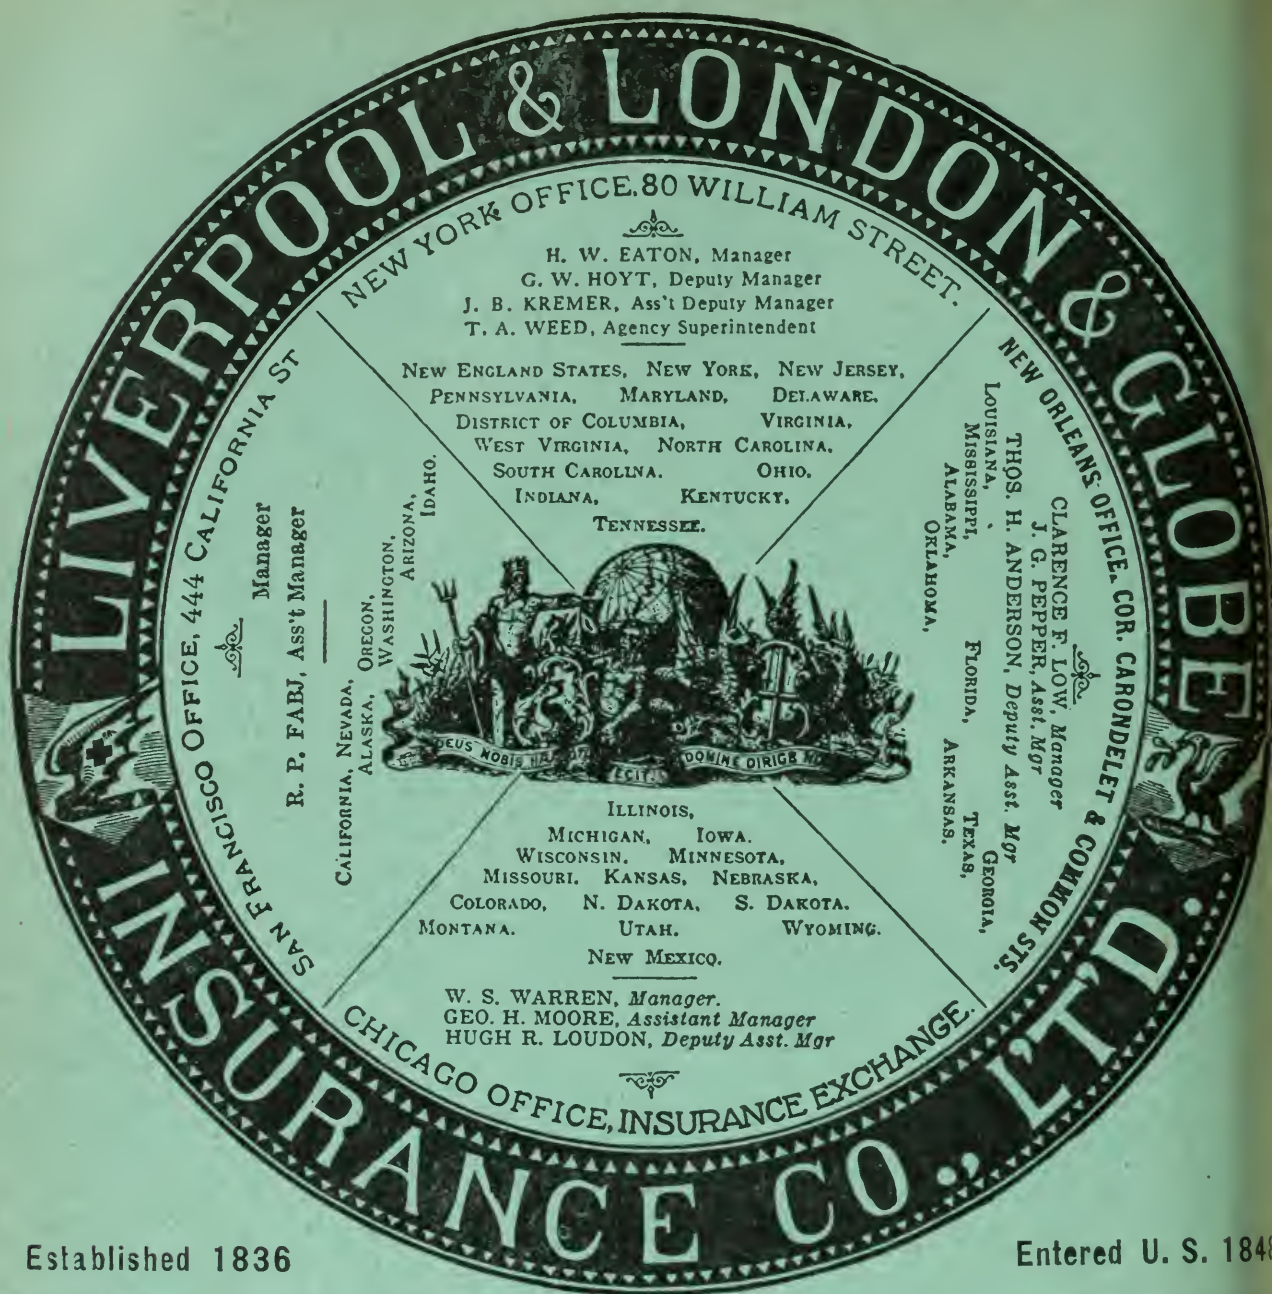 LIVERPOOL & LONDON & GLOBE
INSURANCE CO., L'T'D.
NEW YORK OFFICE. 80 WILLIAM STREET.
H. W. EATON, Manager
G. W. HOYT, Deputy Manager
J. B. KREMER, Ass't Deputy Manager
T. A. WEED, Agency Superintendent
NEW ENGLAND STATES, NEW YORK, NEW JERSEY,
PENNSYLVANIA, MARYLAND, DELAWARE,
DISTRICT OF COLUMBIA, VIRGINIA,
WEST VIRGINIA, NORTH CAROLINA,
SOUTH CAROLINA. OHIO.
INDIANA, KENTUCKY,
TENNESSEE.
NEW ORLEANS OFFICE. COR. CARONDELET & COMMON STS.
CLARENCE F. LOW, Manager
J. G. PEPPER, Asst. Mgr
THOS. H. ANDERSON, Deputy Asst. Mgr
LOUISIANA, GEORGIA,
MISSISSIPPI, FLORIDA, TEXAS,
ALABAMA, ARKANSAS.
OKLAHOMA,
SAN FRANCISCO OFFICE, 444 CALIFORNIA ST
Manager
R. P. FABJ, Ass't Manager
CALIFORNIA, NEVADA, OREGON,
ALASKA, WASHINGTON,
ARIZONA,
IDAHO.
DEUS NOBIS ECIT. DOMINE DIRIGE
ILLINOIS,
MICHIGAN, IOWA.
WISCONSIN. MINNESOTA,
MISSOURI. KANSAS, NEBRASKA,
COLORADO, N. DAKOTA, S. DAKOTA.
MONTANA. UTAH. WYOMING.
NEW MEXICO.
W. S. WARREN, Manager.
GEO. H. MOORE, Assistant Manager
HUGH R. LOUDON, Deputy Asst. Mgr
CHICAGO OFFICE, INSURANCE EXCHANGE.
Established 1836
Entered U. S. 1848